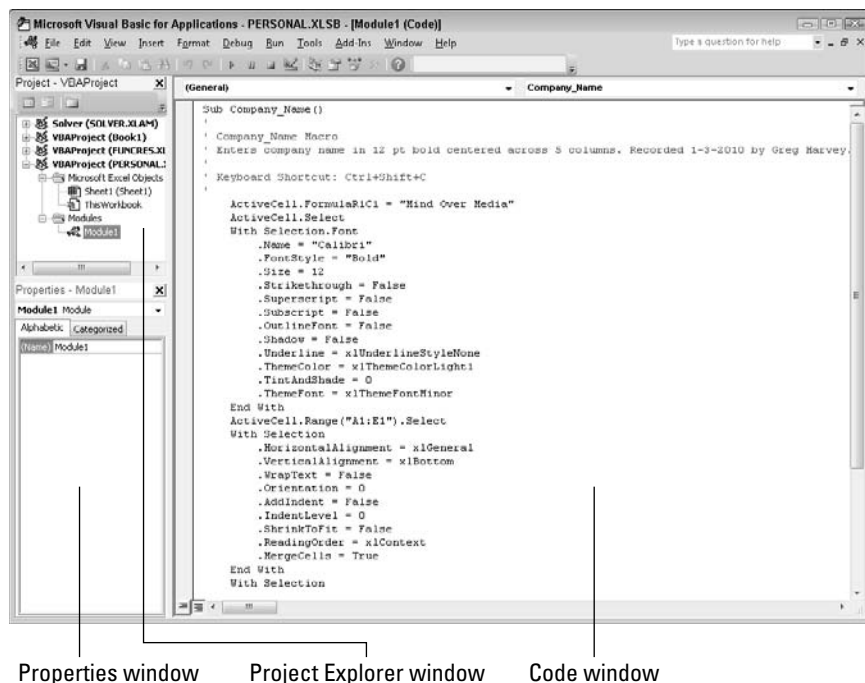 Microsoft Visual Basic for Applications - PERSONAL.XLSB - [Module1 (Code)]
File Edit View Insert Format Debug Run Tools Add-Ins Window Help
Type a question for help
Project - VBAProject
Solver (SOLVER.XLAM)
VBAProject (Book1)
VBAProject (FUNCRES.XL
VBAProject (PERSONAL.
Microsoft Excel Objects
Sheet1 (Sheet1)
ThisWorkbook
Modules
Module1
Properties - Module1
Module1 Module
Alphabetic Categorized
(Name) Module1
(General) Company_Name
Sub Company_Name()
'
' Company_Name Macro
' Enters company name in 12 pt bold centered across 5 columns. Recorded 1-3-2010 by Greg Harvey.
'
' Keyboard Shortcut: Ctrl+Shift+C
'
ActiveCell.FormulaR1C1 = "Mind Over Media"
ActiveCell.Select
With Selection.Font
.Name = "Calibri"
.FontStyle = "Bold"
.Size = 12
.Strikethrough = False
.Superscript = False
.Subscript = False
.OutlineFont = False
.Shadow = False
.Underline = xlUnderlineStyleNone
.ThemeColor = xlThemeColorLight1
.TintAndShade = 0
.ThemeFont = xlThemeFontMinor
End With
ActiveCell.Range("A1:E1").Select
With Selection
.HorizontalAlignment = xlGeneral
.VerticalAlignment = xlBottom
.WrapText = False
.Orientation = 0
.AddIndent = False
.IndentLevel = 0
.ShrinkToFit = False
.ReadingOrder = xlContext
.MergeCells = True
End With
With Selection
Properties window Project Explorer window Code window